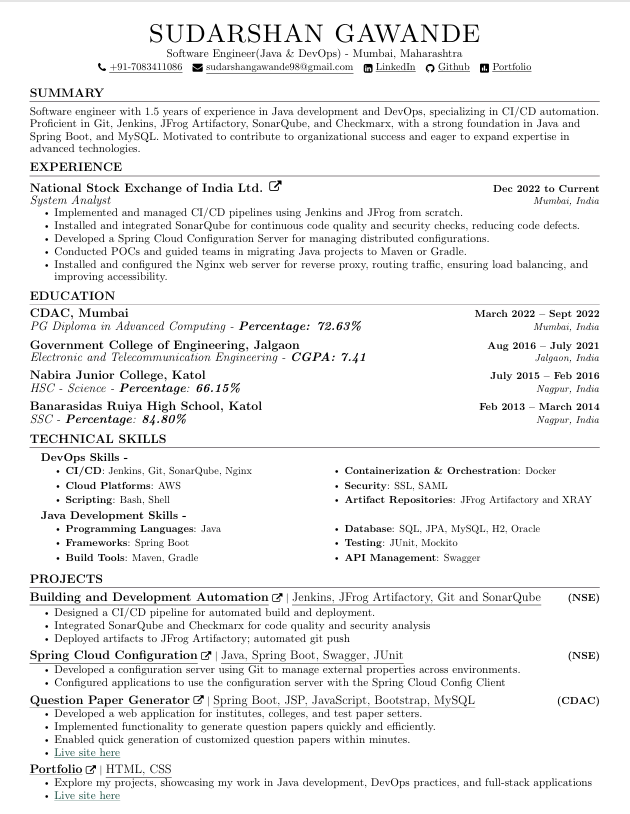 SUDARSHAN GAWANDE
Software Engineer(Java & DevOps) - Mumbai, Maharashtra
+91-7083411086 sudarshangawande98@gmail.com LinkedIn Github Portfolio
SUMMARY
Software engineer with 1.5 years of experience in Java development and DevOps, specializing in CI/CD automation.
Proficient in Git, Jenkins, JFrog Artifactory, SonarQube, and Checkmarx, with a strong foundation in Java and
Spring Boot, and MySQL. Motivated to contribute to organizational success and eager to expand expertise in
advanced technologies.
EXPERIENCE
National Stock Exchange of India Ltd. Dec 2022 to Current
System Analyst Mumbai, India
• Implemented and managed CI/CD pipelines using Jenkins and JFrog from scratch.
• Installed and integrated SonarQube for continuous code quality and security checks, reducing code defects.
• Developed a Spring Cloud Configuration Server for managing distributed configurations.
• Conducted POCs and guided teams in migrating Java projects to Maven or Gradle.
• Installed and configured the Nginx web server for reverse proxy, routing traffic, ensuring load balancing, and
improving accessibility.
EDUCATION
CDAC, Mumbai March 2022 – Sept 2022
PG Diploma in Advanced Computing - Percentage: 72.63% Mumbai, India
Government College of Engineering, Jalgaon Aug 2016 – July 2021
Electronic and Telecommunication Engineering - CGPA: 7.41 Jalgaon, India
Nabira Junior College, Katol July 2015 – Feb 2016
HSC - Science - Percentage: 66.15% Nagpur, India
Banarasidas Ruiya High School, Katol Feb 2013 – March 2014
SSC - Percentage: 84.80% Nagpur, India
TECHNICAL SKILLS
DevOps Skills -
• CI/CD: Jenkins, Git, SonarQube, Nginx • Containerization & Orchestration: Docker
• Cloud Platforms: AWS • Security: SSL, SAML
• Scripting: Bash, Shell • Artifact Repositories: JFrog Artifactory and XRAY
Java Development Skills -
• Programming Languages: Java • Database: SQL, JPA, MySQL, H2, Oracle
• Frameworks: Spring Boot • Testing: JUnit, Mockito
• Build Tools: Maven, Gradle • API Management: Swagger
PROJECTS
Building and Development Automation | Jenkins, JFrog Artifactory, Git and SonarQube (NSE)
• Designed a CI/CD pipeline for automated build and deployment.
• Integrated SonarQube and Checkmarx for code quality and security analysis
• Deployed artifacts to JFrog Artifactory; automated git push
Spring Cloud Configuration | Java, Spring Boot, Swagger, JUnit (NSE)
• Developed a configuration server using Git to manage external properties across environments.
• Configured applications to use the configuration server with the Spring Cloud Config Client
Question Paper Generator | Spring Boot, JSP, JavaScript, Bootstrap, MySQL (CDAC)
• Developed a web application for institutes, colleges, and test paper setters.
• Implemented functionality to generate question papers quickly and efficiently.
• Enabled quick generation of customized question papers within minutes.
• Live site here
Portfolio | HTML, CSS
• Explore my projects, showcasing my work in Java development, DevOps practices, and full-stack applications
• Live site here